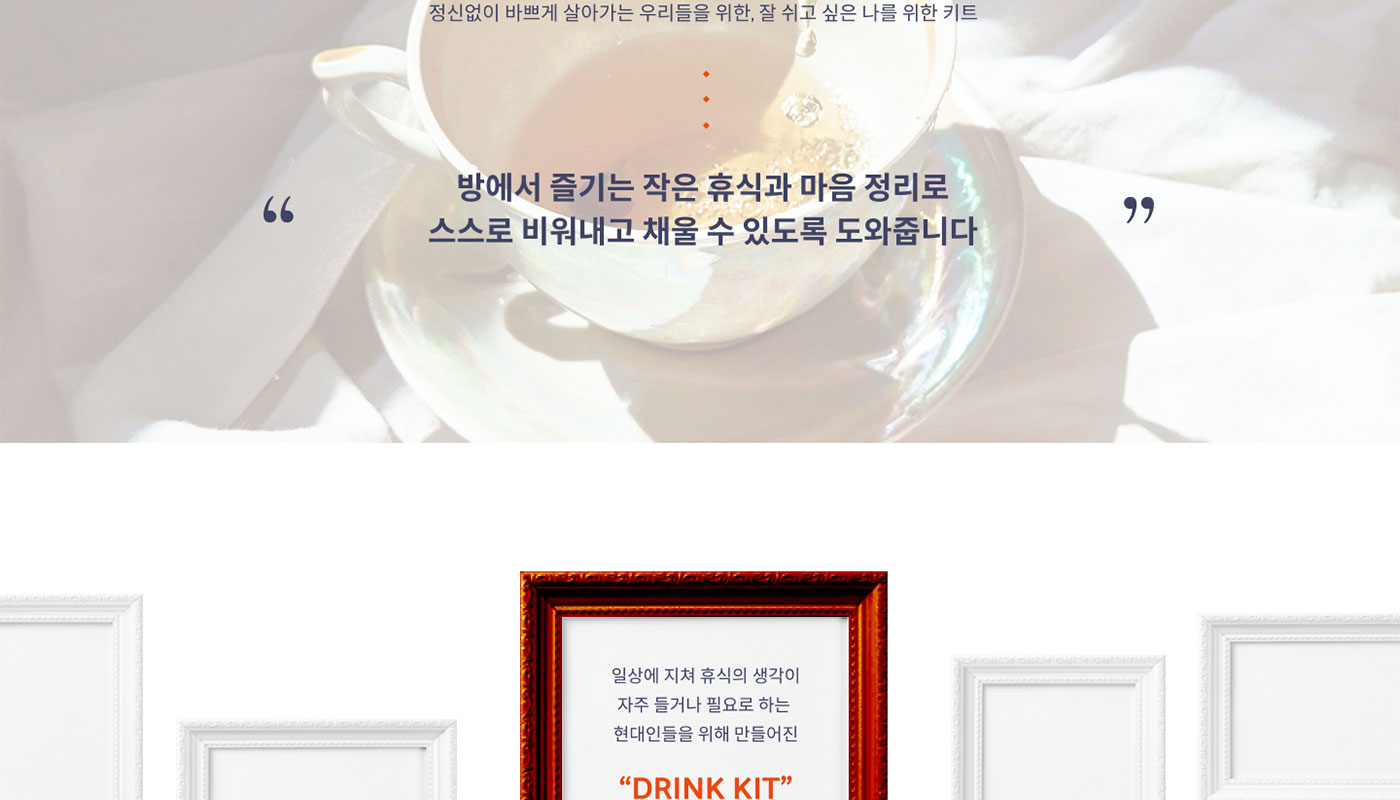 정신없이 바쁘게 살아가는 우리들을 위한, 잘 쉬고 싶은 나를 위한 키트
“ 방에서 즐기는 작은 휴식과 마음 정리로
스스로 비워내고 채울 수 있도록 도와줍니다 ”
일상에 지쳐 휴식의 생각이
자주 들거나 필요로 하는
현대인들을 위해 만들어진
“DRINK KIT”